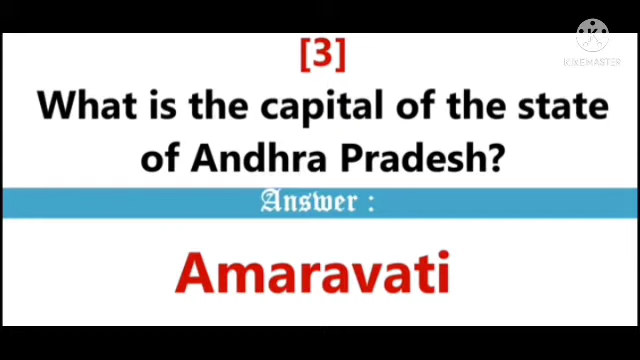 [3]
KINEMASTER
What is the capital of the state
of Andhra Pradesh?
Answer :
Amaravati